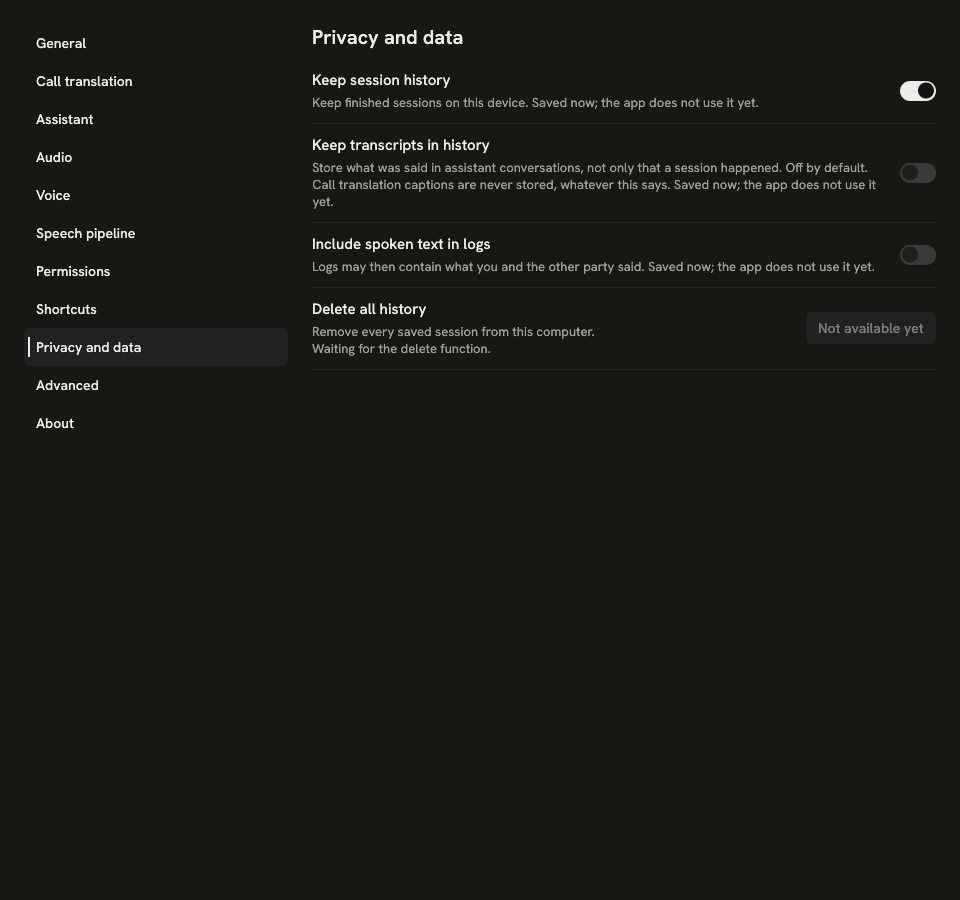 General
Call translation
Assistant
Audio
Voice
Speech pipeline
Permissions
Shortcuts
Privacy and data
Advanced
About
Privacy and data
Keep session history
Keep finished sessions on this device. Saved now; the app does not use it yet.
Keep transcripts in history
Store what was said in assistant conversations, not only that a session happened. Off by default.
Call translation captions are never stored, whatever this says. Saved now; the app does not use it
yet.
Include spoken text in logs
Logs may then contain what you and the other party said. Saved now; the app does not use it yet.
Delete all history
Remove every saved session from this computer.
Waiting for the delete function.
Not available yet